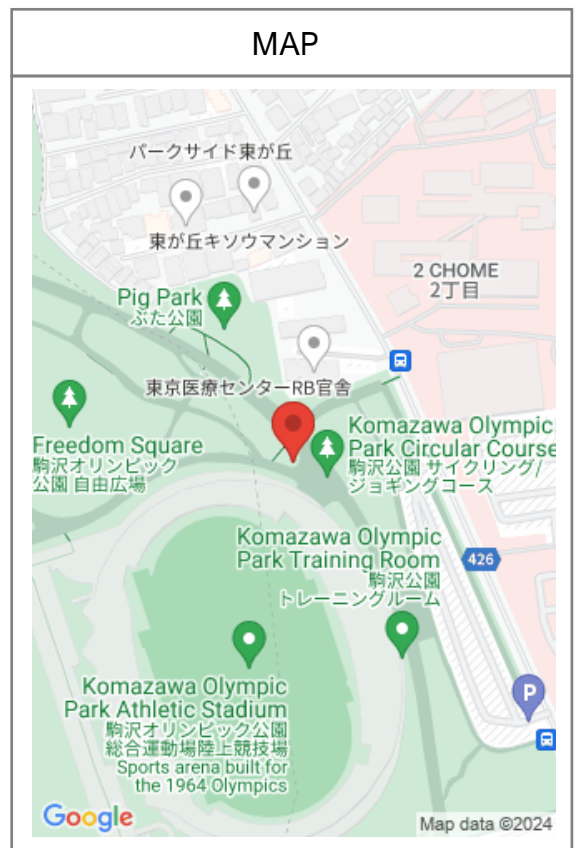 MAP
パークサイド東が丘
東が丘キソウマンション
2 CHOME
2丁目
Pig Park
ぶた公園
東京医療センターRB官舎
Freedom Square
駒沢オリンピック
公園 自由広場
Komazawa Olympic
Park Circular Course
駒沢公園 サイクリング/
ジョギングコース
Komazawa Olympic
Park Training Room
駒沢公園
トレーニングルーム
426
P
Komazawa Olympic
Park Athletic Stadium
駒沢オリンピック公園
総合運動場陸上競技場
Sports arena built for
the 1964 Olympics
Google
Map data ©2024